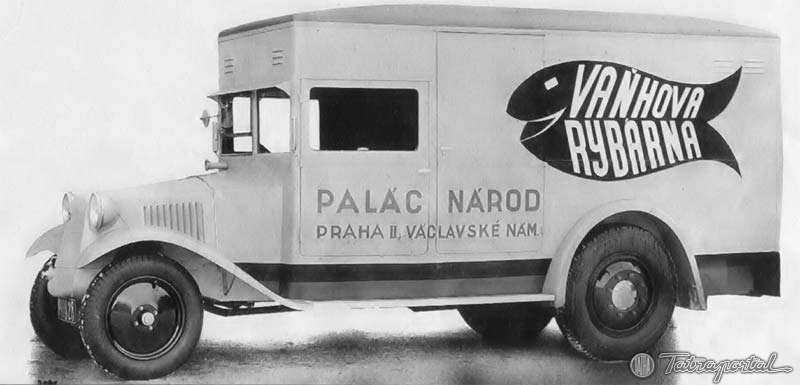 VAŇHOVA
RYBÁRNA
PALÁC NÁROD
PRAHA II, VÁCLAVSKÉ NÁM.
Tatraportal